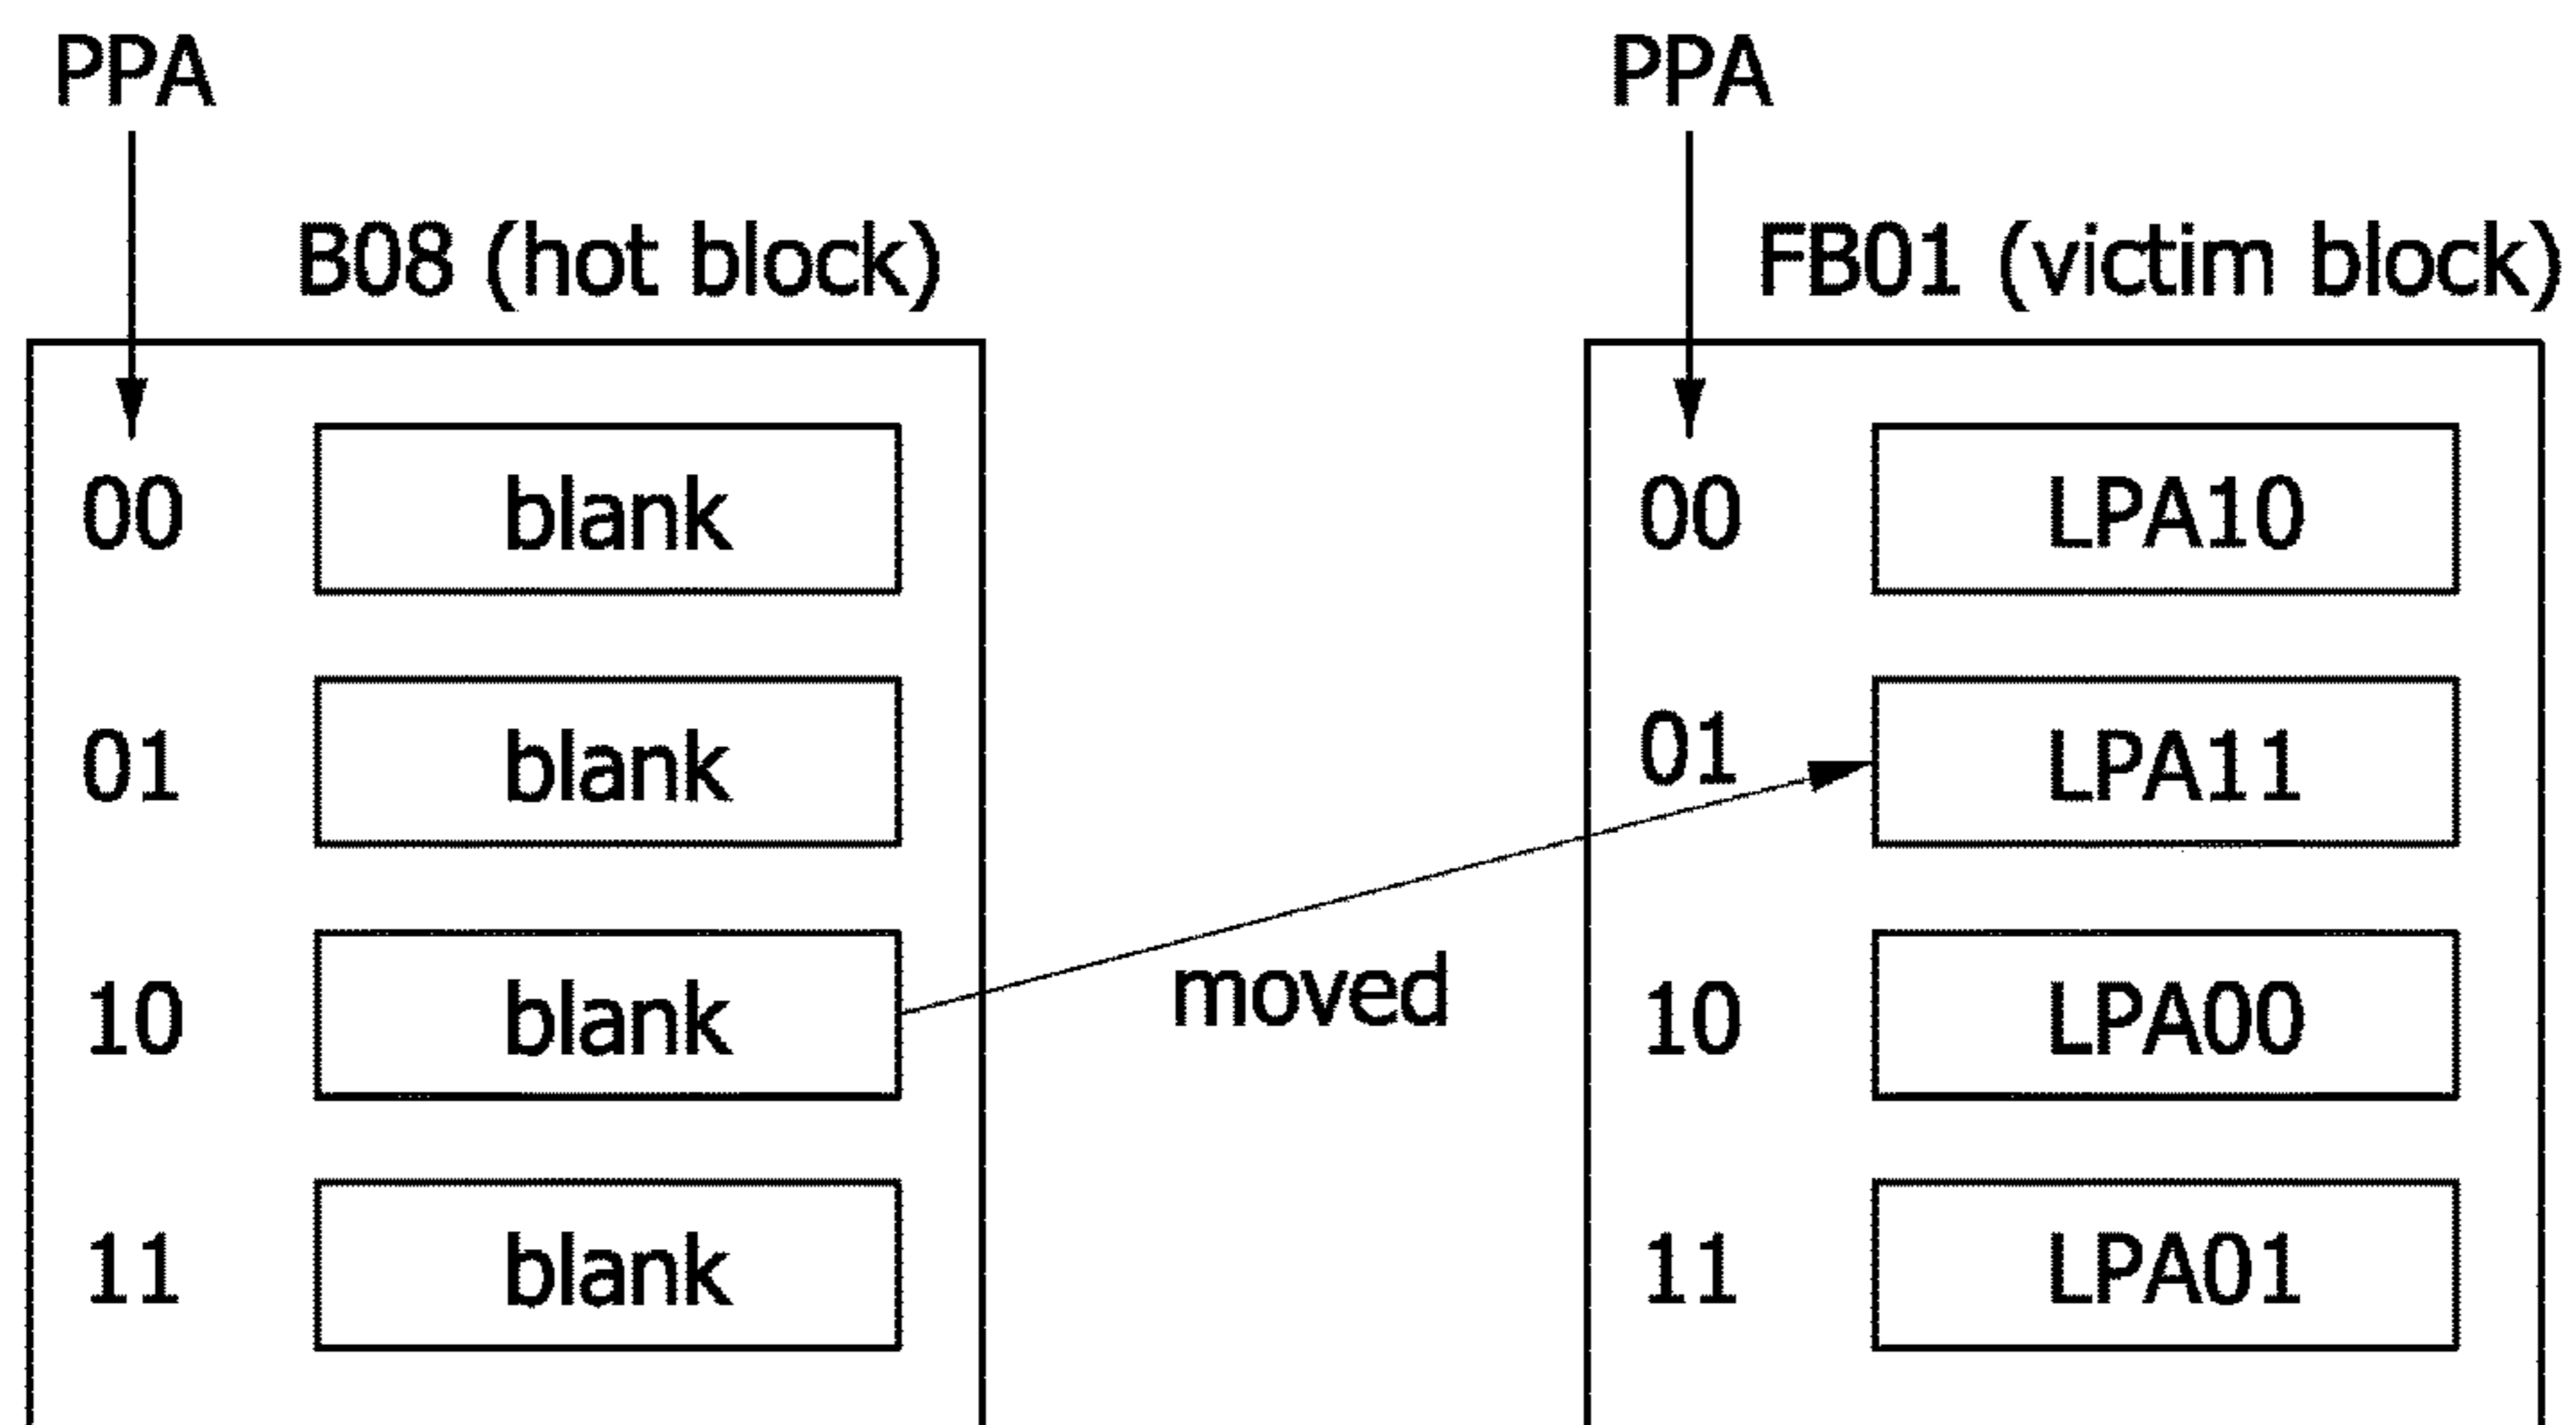 PPA PPA
B08 (hot block) FB01 (victim block)
00 blank 00 LPA10
01 blank 01 LPA11
10 blank moved 10 LPA00
11 blank 11 LPA01